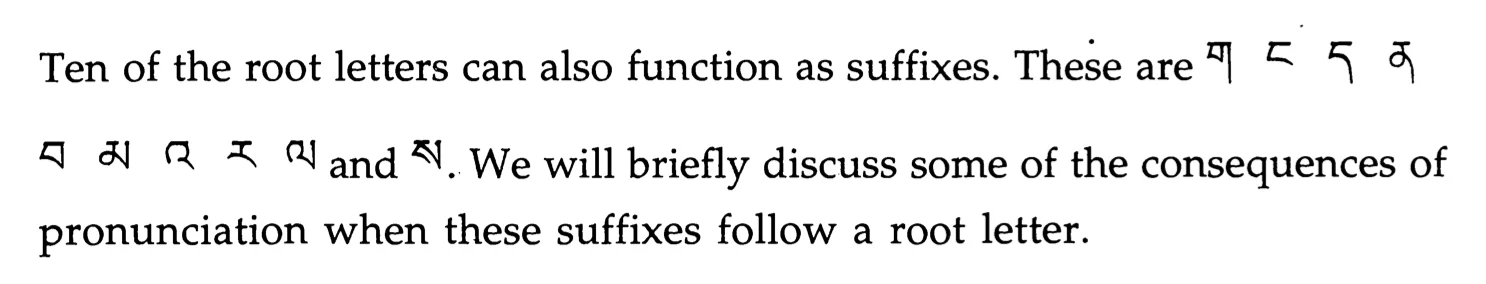 Ten of the root letters can also function as suffixes. These are ག ང ད ན
བ མ འ ར ལ and ས. We will briefly discuss some of the consequences of
pronunciation when these suffixes follow a root letter.